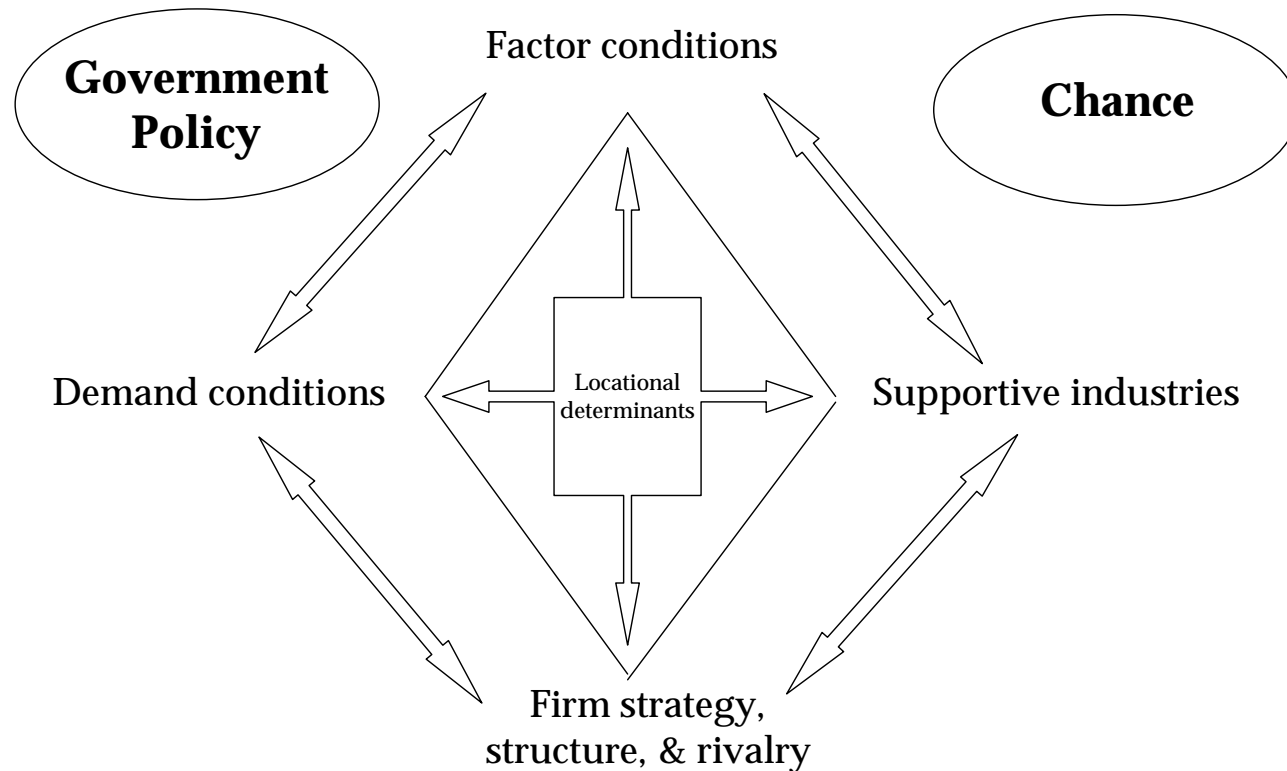 Factor conditions
Government
Policy
Chance
Demand conditions
Locational
determinants
Supportive industries
Firm strategy,
structure, & rivalry